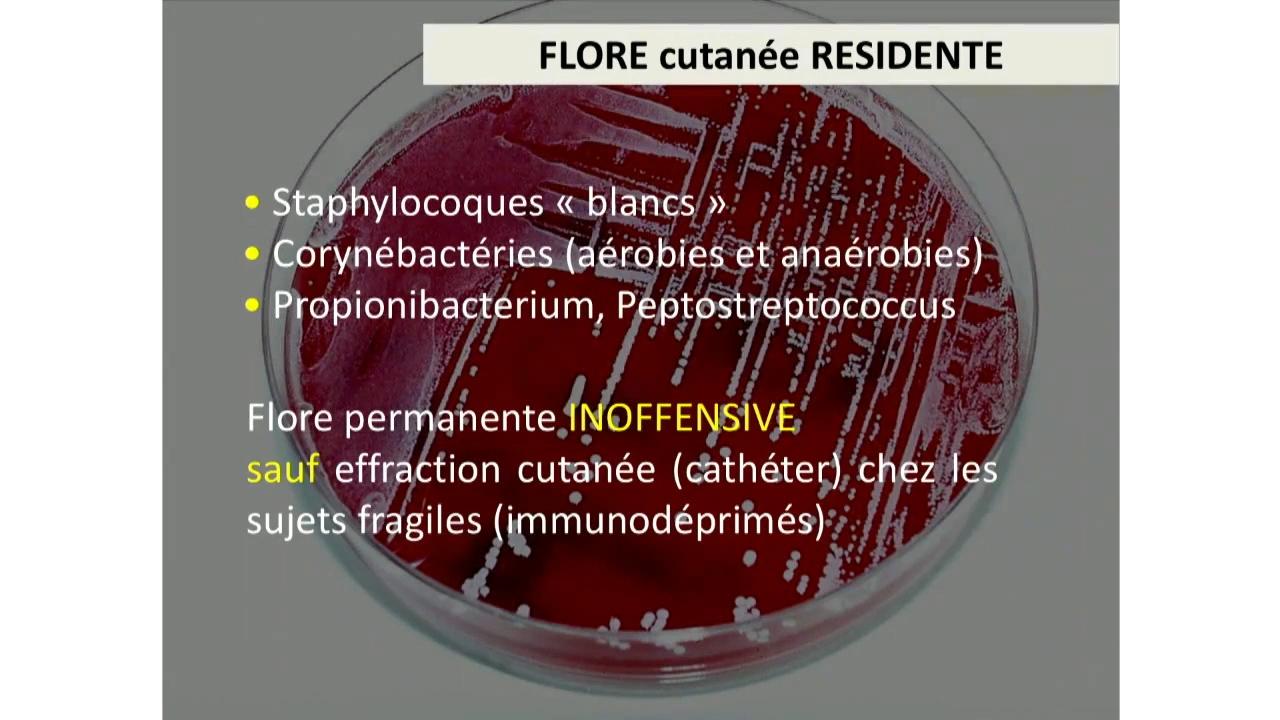 FLORE cutanée RESIDENTE
• Staphylocoques « blancs »
• Corynébactéries (aérobies et anaérobies)
• Propionibacterium, Peptostreptococcus
Flore permanente INOFFENSIVE
sauf effraction cutanée (cathéter) chez les
sujets fragiles (immunodéprimés)